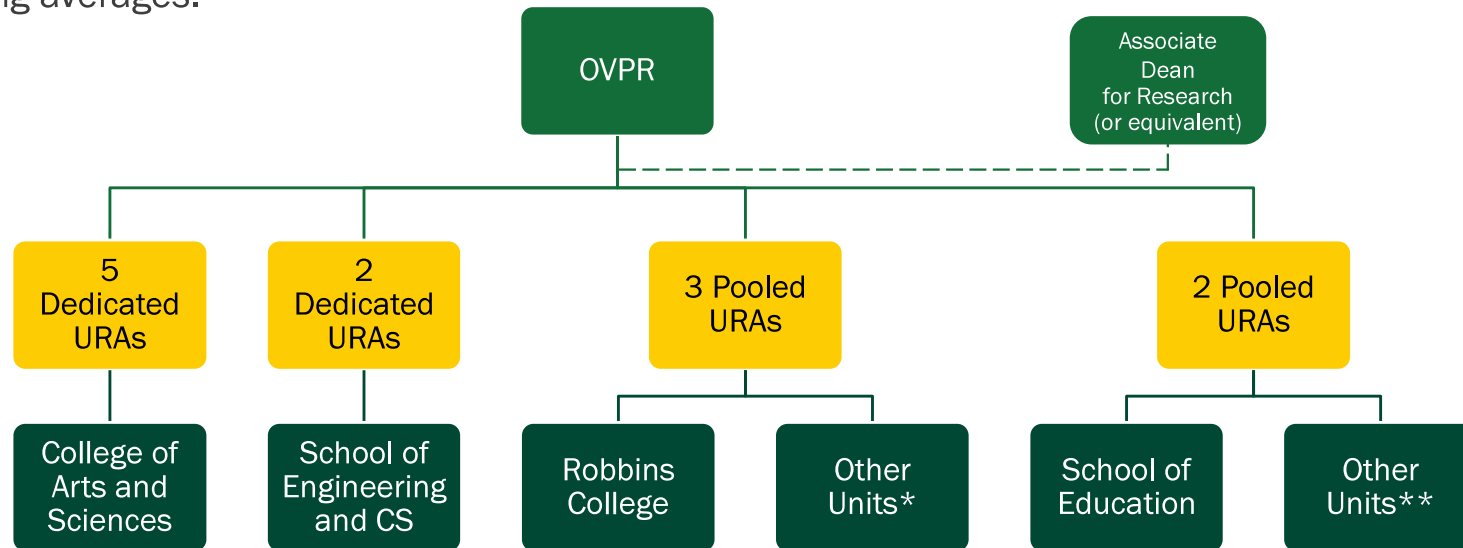 ng averages.
OVPR
Associate
Dean
for Research
(or equivalent)
5
Dedicated
URAs
2
Dedicated
URAs
3 Pooled
URAs
2 Pooled
URAs
College of
Arts and
Sciences
School of
Engineering
and CS
Robbins
College
Other
Units*
School of
Education
Other
Units**